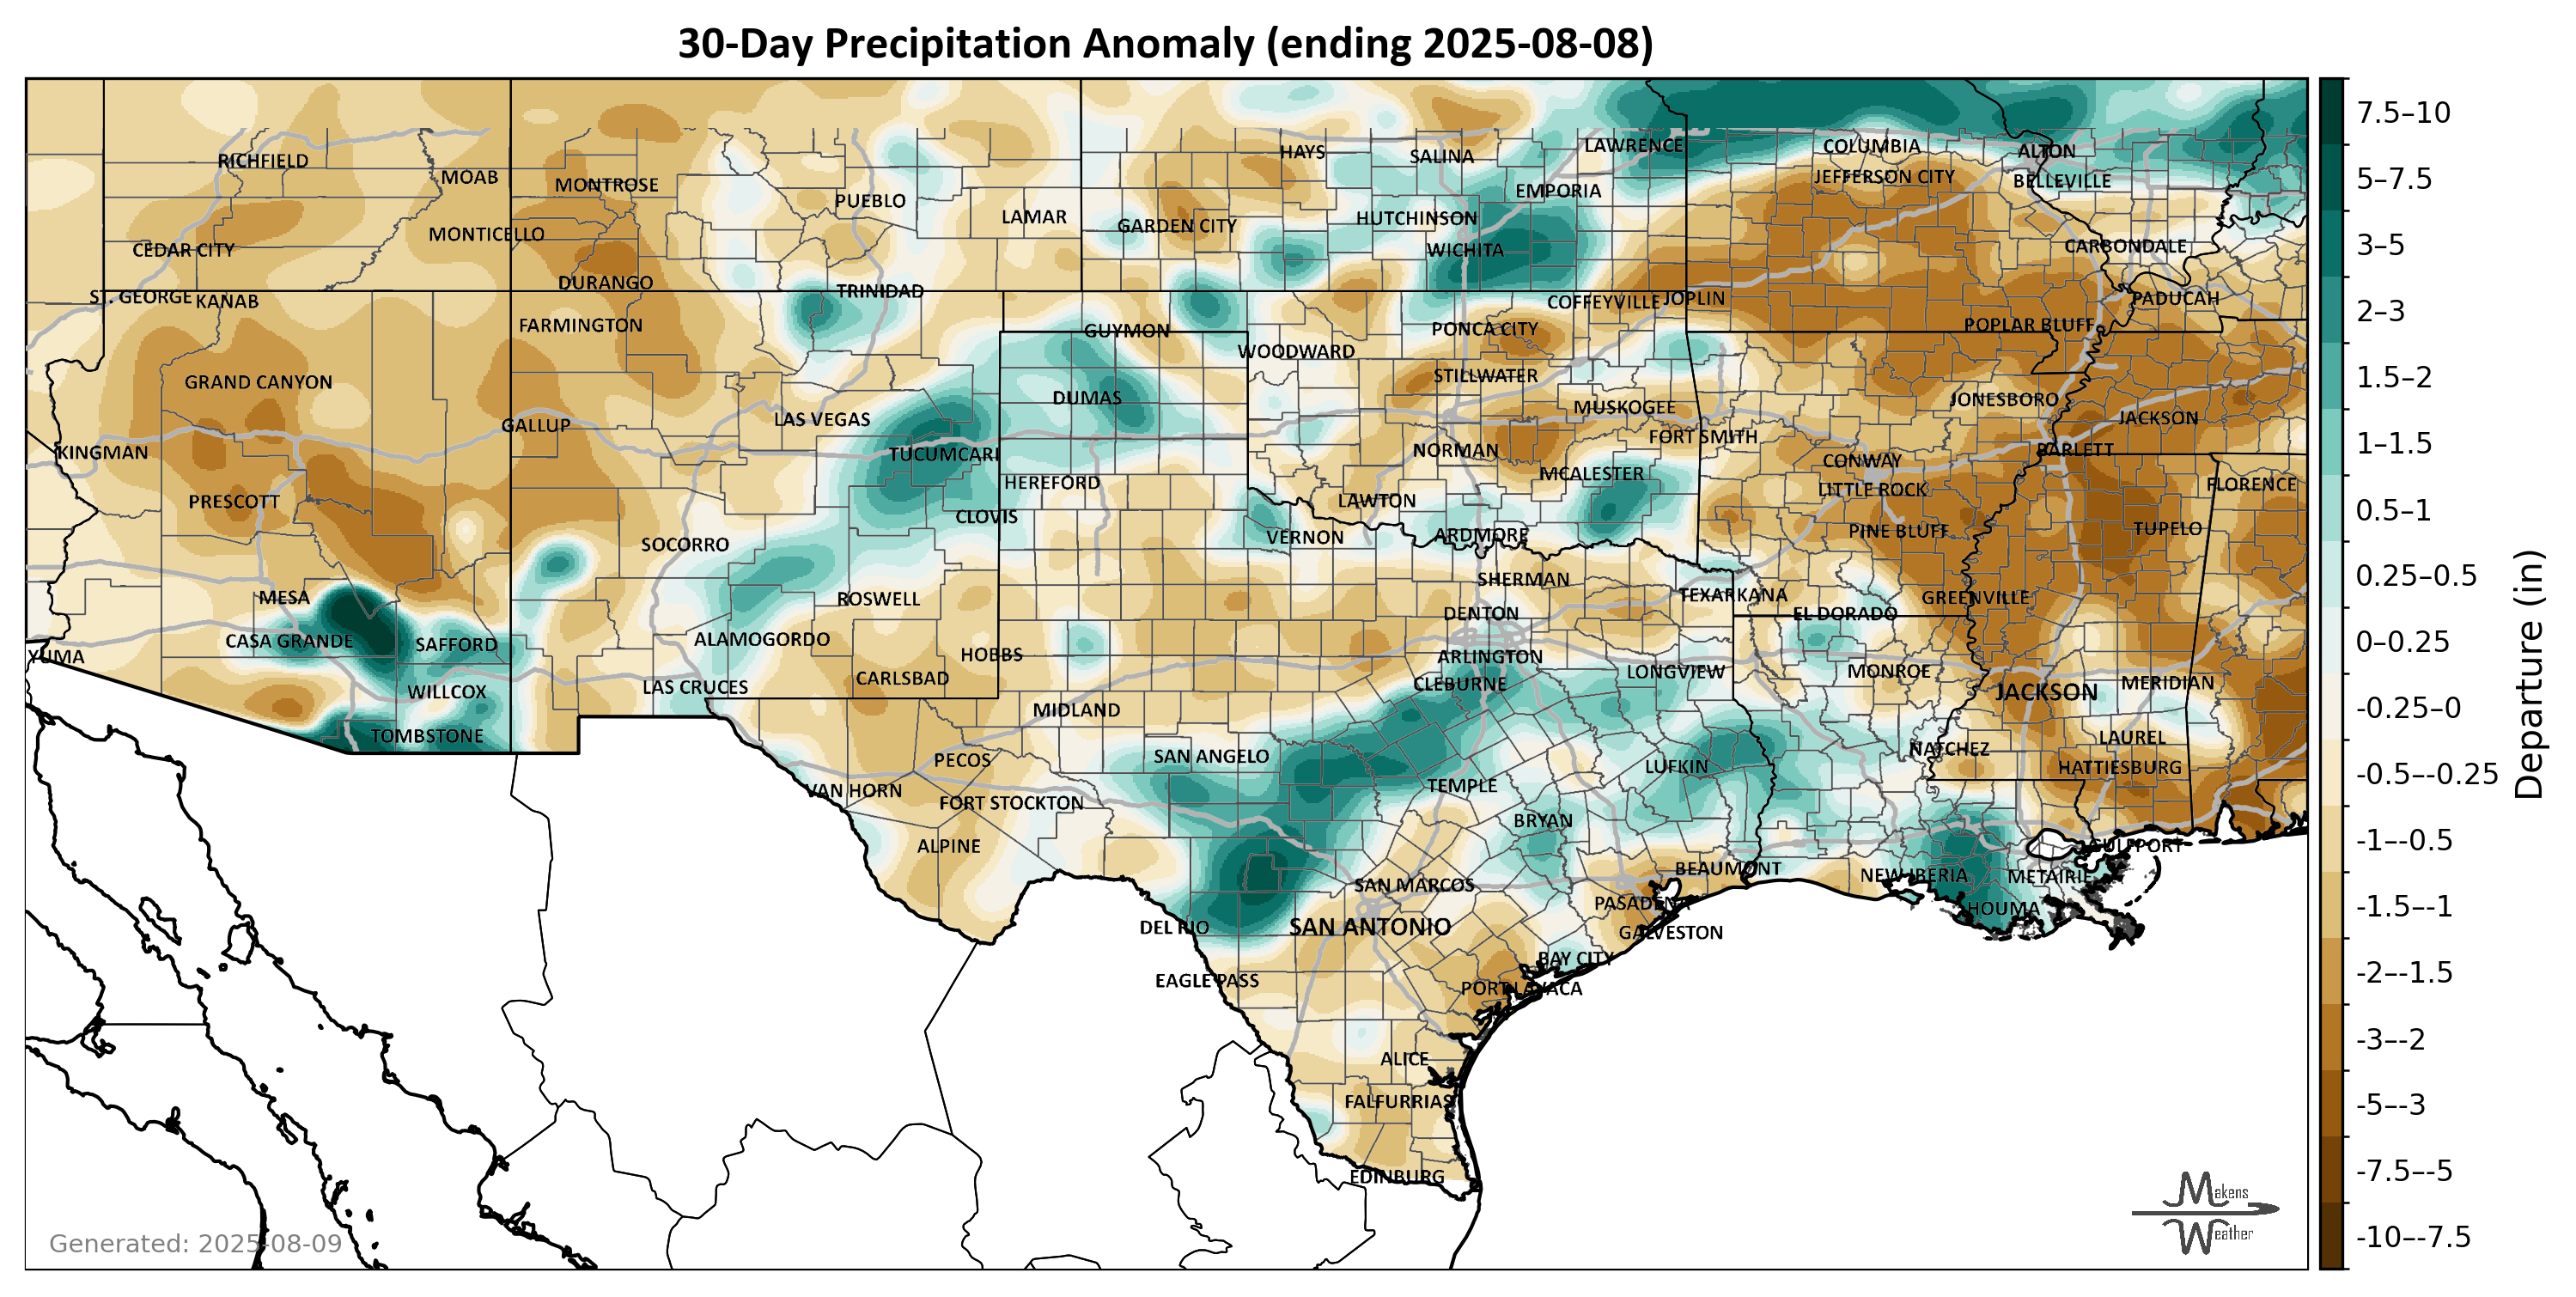 30-Day Precipitation Anomaly (ending 2025-08-08)
RICHFIELD
MOAB
MONTROSE
PUEBLO
LAMAR
HAYS
SALINA
LAWRENCE
COLUMBIA
ALTON
JEFFERSON CITY
BELLEVILLE
EMPORIA
GARDEN CITY
HUTCHINSON
MONTICELLO
CEDAR CITY
WICHITA
CARBONDALE
DURANGO
TRINIDAD
ST. GEORGE
KANAB
COFFEYVILLE
JOPLIN
PADUCAH
FARMINGTON
GUYMON
PONCA CITY
POPLAR BLUFF
WOODWARD
GRAND CANYON
STILLWATER
DUMAS
MUSKOGEE
JONESBORO
LAS VEGAS
GALLUP
JACKSON
FORT SMITH
KINGMAN
TUCUMCARI
NORMAN
BARLETT
CONWAY
MCALESTER
HEREFORD
LITTLE ROCK
FLORENCE
PRESCOTT
LAWTON
CLOVIS
TUPELO
PINE BLUFF
VERNON
ARDMORE
SOCORRO
SHERMAN
MESA
ROSWELL
TEXARKANA
GREENVILLE
DENTON
EL DORADO
CASA GRANDE
SAFFORD
ALAMOGORDO
YUMA
HOBBS
ARLINGTON
LONGVIEW
MONROE
CARLSBAD
CLEBURNE
MERIDIAN
LAS CRUCES
WILLCOX
JACKSON
MIDLAND
TOMBSTONE
LAUREL
NATCHEZ
SAN ANGELO
PECOS
LUFKIN
HATTIESBURG
TEMPLE
VAN HORN
FORT STOCKTON
BRYAN
ALPINE
GULFPORT
BEAUMONT
NEW IBERIA
METAIRIE
SAN MARCOS
PASADENA
HOUMA
DEL RIO
SAN ANTONIO
GALVESTON
BAY CITY
EAGLE PASS
PORT LAVACA
ALICE
FALFURRIAS
EDINBURG
7.5–10
5–7.5
3–5
2–3
1.5–2
1–1.5
0.5–1
0.25–0.5
0–0.25
-0.25–0
-0.5–-0.25
-1–-0.5
-1.5–-1
-2–-1.5
-3–-2
-5–-3
-7.5–-5
-10–-7.5
Departure (in)
Makens
Weather
Generated: 2025-08-09